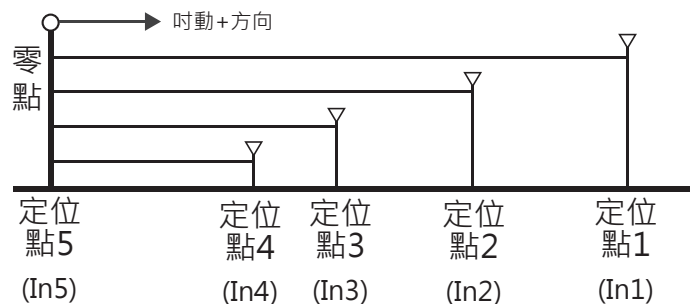 吋動+方向
零
點
定位
點5
(In5)
定位
點4
(In4)
定位
點3
(In3)
定位
點2
(In2)
定位
點1
(In1)